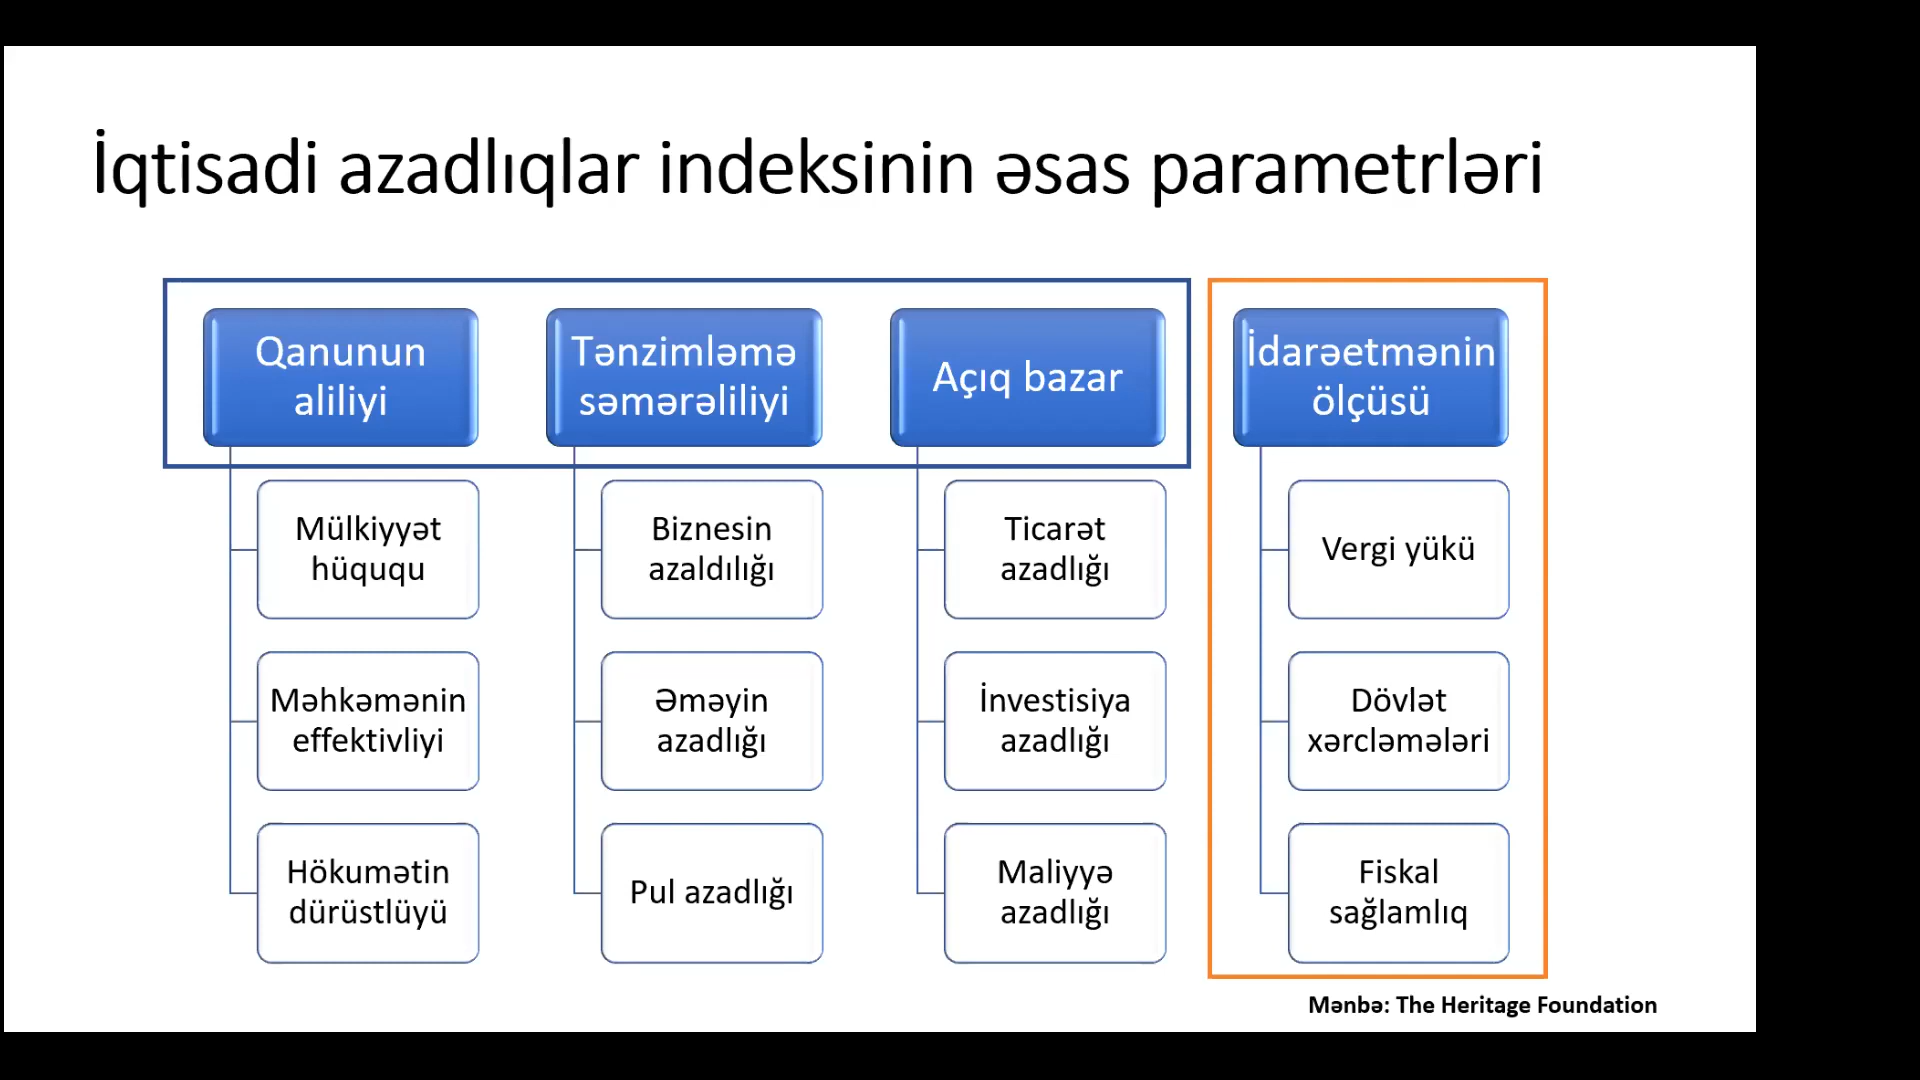 İqtisadi azadlıqlar indeksinin əsas parametrləri
Qanunun
aliliyi
Mülkiyyət
hüququ
Məhkəmənin
effektivliyi
Hökumətin
dürüstlüyü
Tənzimləmə
səmərəliliyi
Biznesin
azaldılığı
Əməyin
azadlığı
Pul azadlığı
Açıq bazar
Ticarət
azadlığı
İnvestisiya
azadlığı
Maliyyə
azadlığı
İdarəetmənin
ölçüsü
Vergi yükü
Dövlət
xərcləmələri
Fiskal
sağlamlıq
Mənbə: The Heritage Foundation